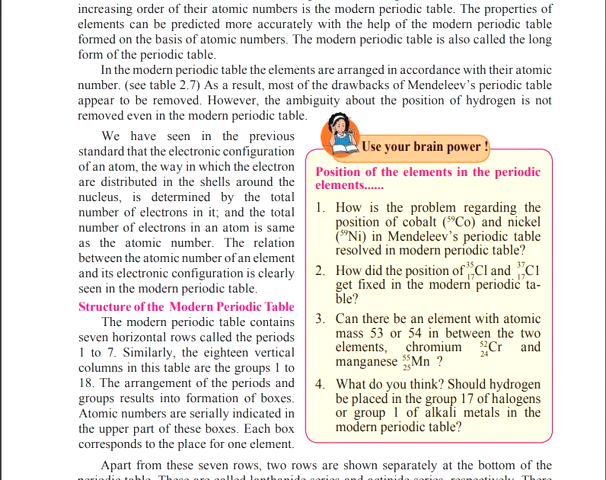 increasing order of their atomic numbers is the modern periodic table. The properties of
elements can be predicted more accurately with the help of the modern periodic table
formed on the basis of atomic numbers. The modern periodic table is also called the long
form of the periodic table.
In the modern periodic table the elements are arranged in accordance with their atomic
number. (see table 2.7) As a result, most of the drawbacks of Mendeleev's periodic table
appear to be removed. However, the ambiguity about the position of hydrogen is not
removed even in the modern periodic table.
We have seen in the previous
standard that the electronic configuration
of an atom, the way in which the electron
are distributed in the shells around the
nucleus, is determined by the total
number of electrons in it; and the total
number of electrons in an atom is same
as the atomic number. The relation
between the atomic number of an element
and its electronic configuration is clearly
seen in the modern periodic table.
Structure of the Modern Periodic Table
The modern periodic table contains
seven horizontal rows called the periods
1 to 7. Similarly, the eighteen vertical
columns in this table are the groups 1 to
18. The arrangement of the periods and
groups results into formation of boxes.
Atomic numbers are serially indicated in
the upper part of these boxes. Each box
corresponds to the place for one element.
Use your brain power !
Position of the elements in the periodic
elements......
1. How is the problem regarding the
position of cobalt (⁵⁹Co) and nickel
(⁵⁹Ni) in Mendeleev's periodic table
resolved in modern periodic table?
2. How did the position of ³⁵₁₇Cl and ³⁷₁₇Cl
get fixed in the modern periodic ta-
ble?
3. Can there be an element with atomic
mass 53 or 54 in between the two
elements, chromium ⁵²₂₄Cr and
manganese ⁵⁵₂₅Mn ?
4. What do you think? Should hydrogen
be placed in the group 17 of halogens
or group 1 of alkali metals in the
modern periodic table?
Apart from these seven rows, two rows are shown separately at the bottom of the
periodic table. These are called lanthanide series and actinide series, respectively. There